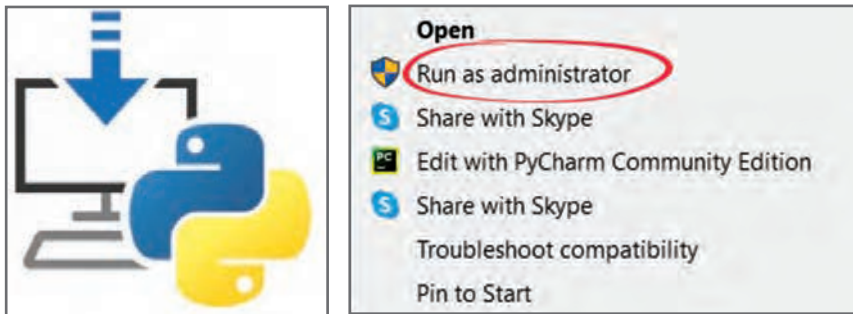 Open
Run as administrator
S Share with Skype
PC Edit with PyCharm Community Edition
S Share with Skype
Troubleshoot compatibility
Pin to Start